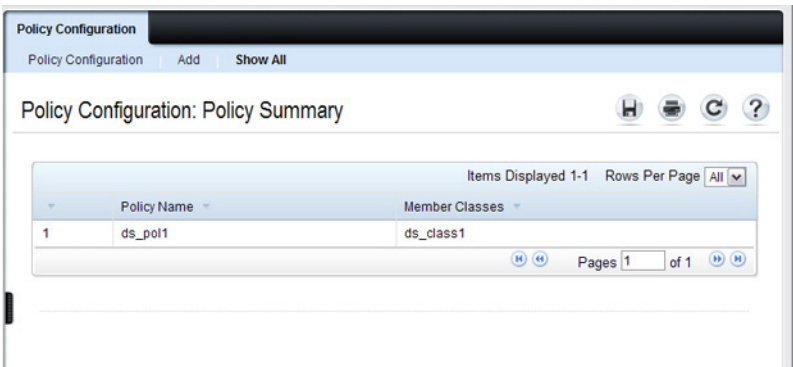 Policy Configuration
Policy Configuration Add Show All
Policy Configuration: Policy Summary
Items Displayed 1-1 Rows Per Page All
Policy Name Member Classes
1 ds_pol1 ds_class1
Pages 1 of 1